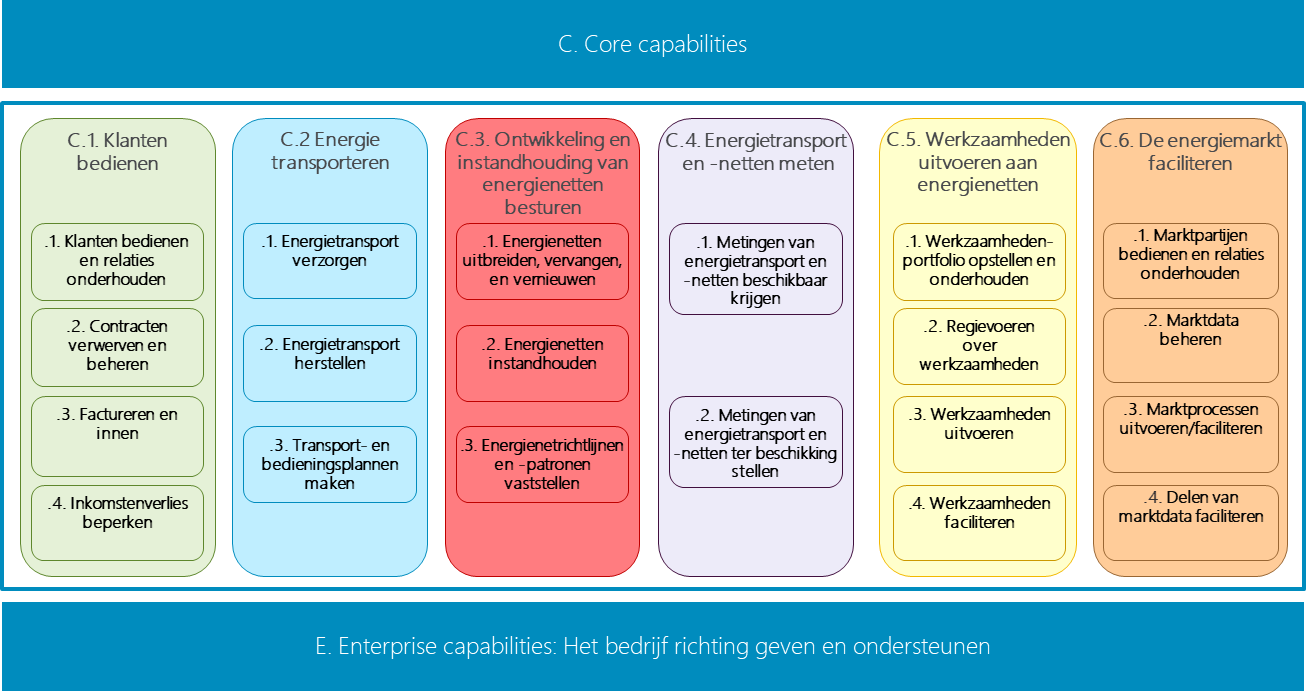 C. Core capabilities
C.1. Klanten
bedienen
.1. Klanten bedienen
en relaties
onderhouden
.2. Contracten
verwerven en
beheren
.3. Factureren en
innen
.4. Inkomstenverlies
beperken
C.2 Energie
transporteren
.1. Energietransport
verzorgen
.2. Energietransport
herstellen
.3. Transport- en
bedieningsplannen
maken
C.3. Ontwikkeling en
instandhouding van
energienetten
besturen
.1. Energienetten
uitbreiden, vervangen,
en vernieuwen
.2. Energienetten
instandhouden
.3. Energienetrichtlijnen
en -patronen
vaststellen
C.4. Energietransport
en -netten meten
.1. Metingen van
energietransport en
-netten beschikbaar
krijgen
.2. Metingen van
energietransport en
-netten ter beschikking
stellen
C.5. Werkzaamheden
uitvoeren aan
energienetten
.1. Werkzaamheden-
portfolio opstellen en
onderhouden
.2. Regievoeren
over
werkzaamheden
.3. Werkzaamheden
uitvoeren
.4. Werkzaamheden
faciliteren
C.6. De energiemarkt
faciliteren
.1. Marktpartijen
bedienen en relaties
onderhouden
.2. Marktdata
beheren
.3. Marktprocessen
uitvoeren/faciliteren
.4. Delen van
marktdata faciliteren
E. Enterprise capabilities: Het bedrijf richting geven en ondersteunen